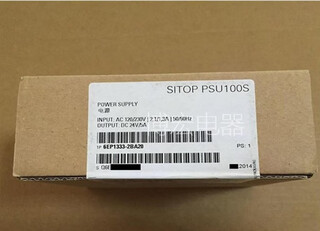 SITOP PSU100S
POWER SUPPLY
电源
INPUT: AC 120/230V | 2,1/1,3A | 50/60Hz
OUTPUT: DC 24V/5A
1P 6EP1333-2BA20
PS: 1
2014